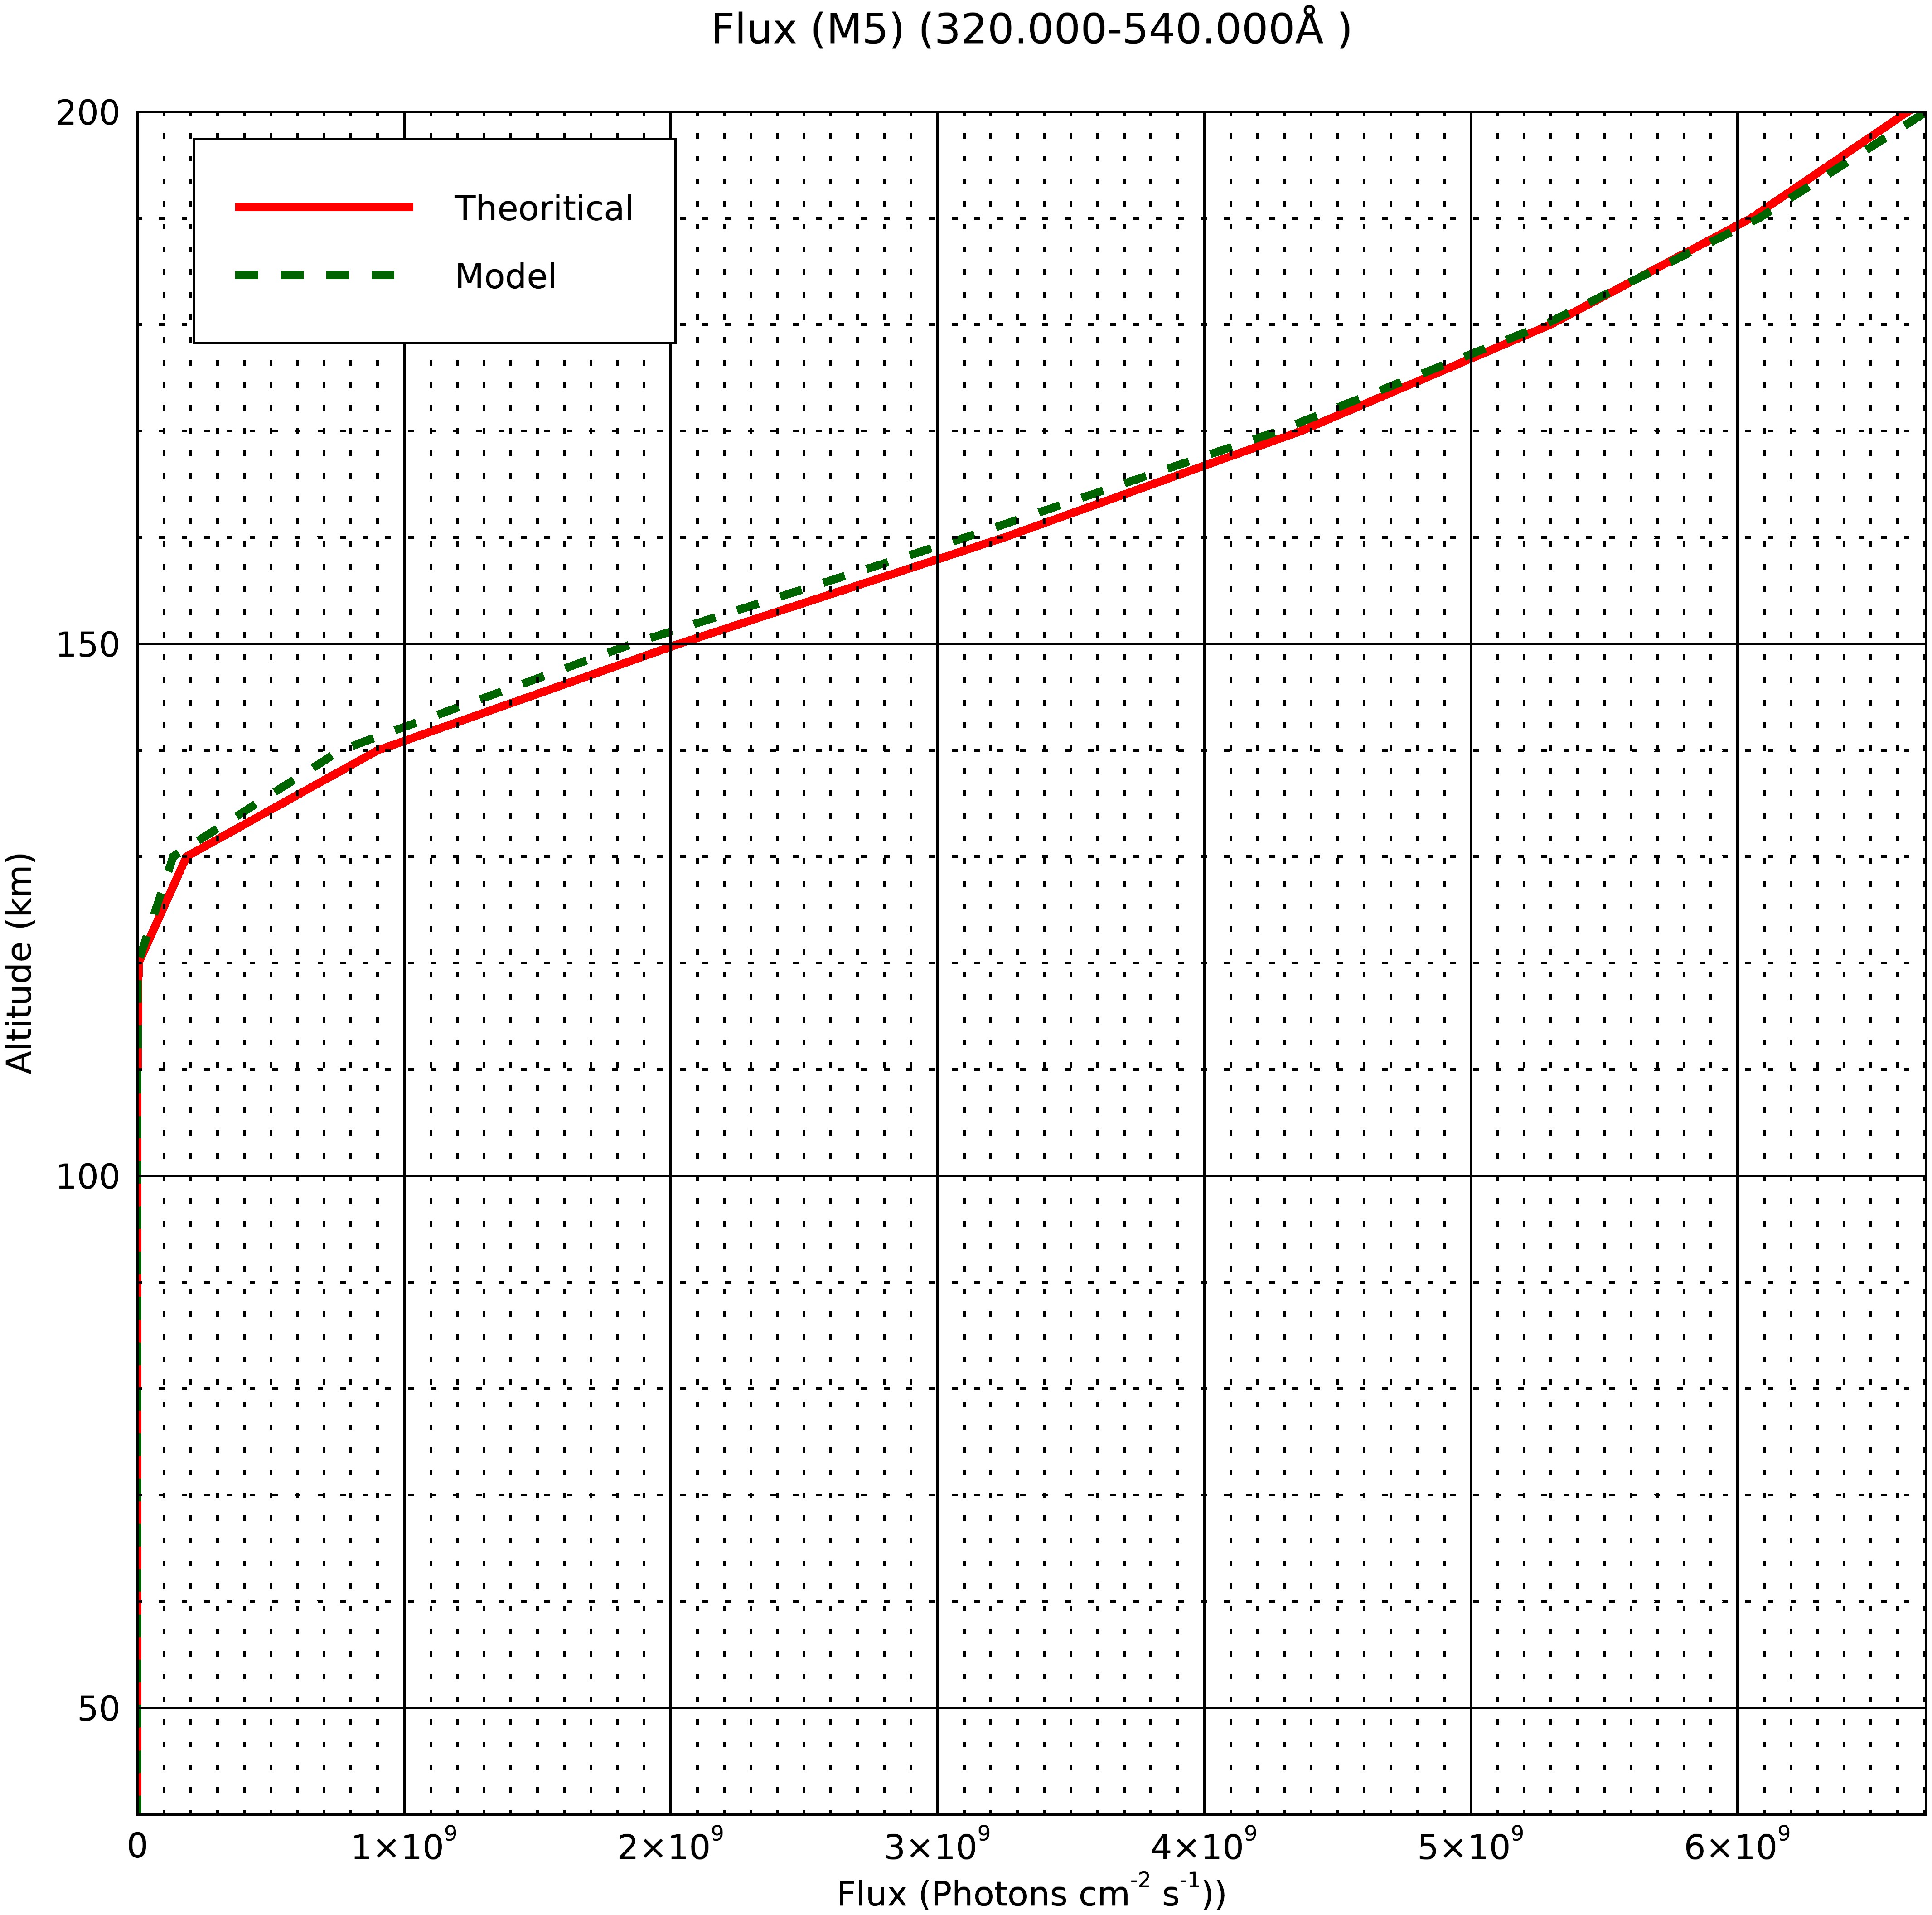 Flux (M5) (320.000-540.000Å )
200
Theoritical
Model
150
Altitude (km)
100
50
0 1×10⁹ 2×10⁹ 3×10⁹ 4×10⁹ 5×10⁹ 6×10⁹
Flux (Photons cm⁻² s⁻¹))